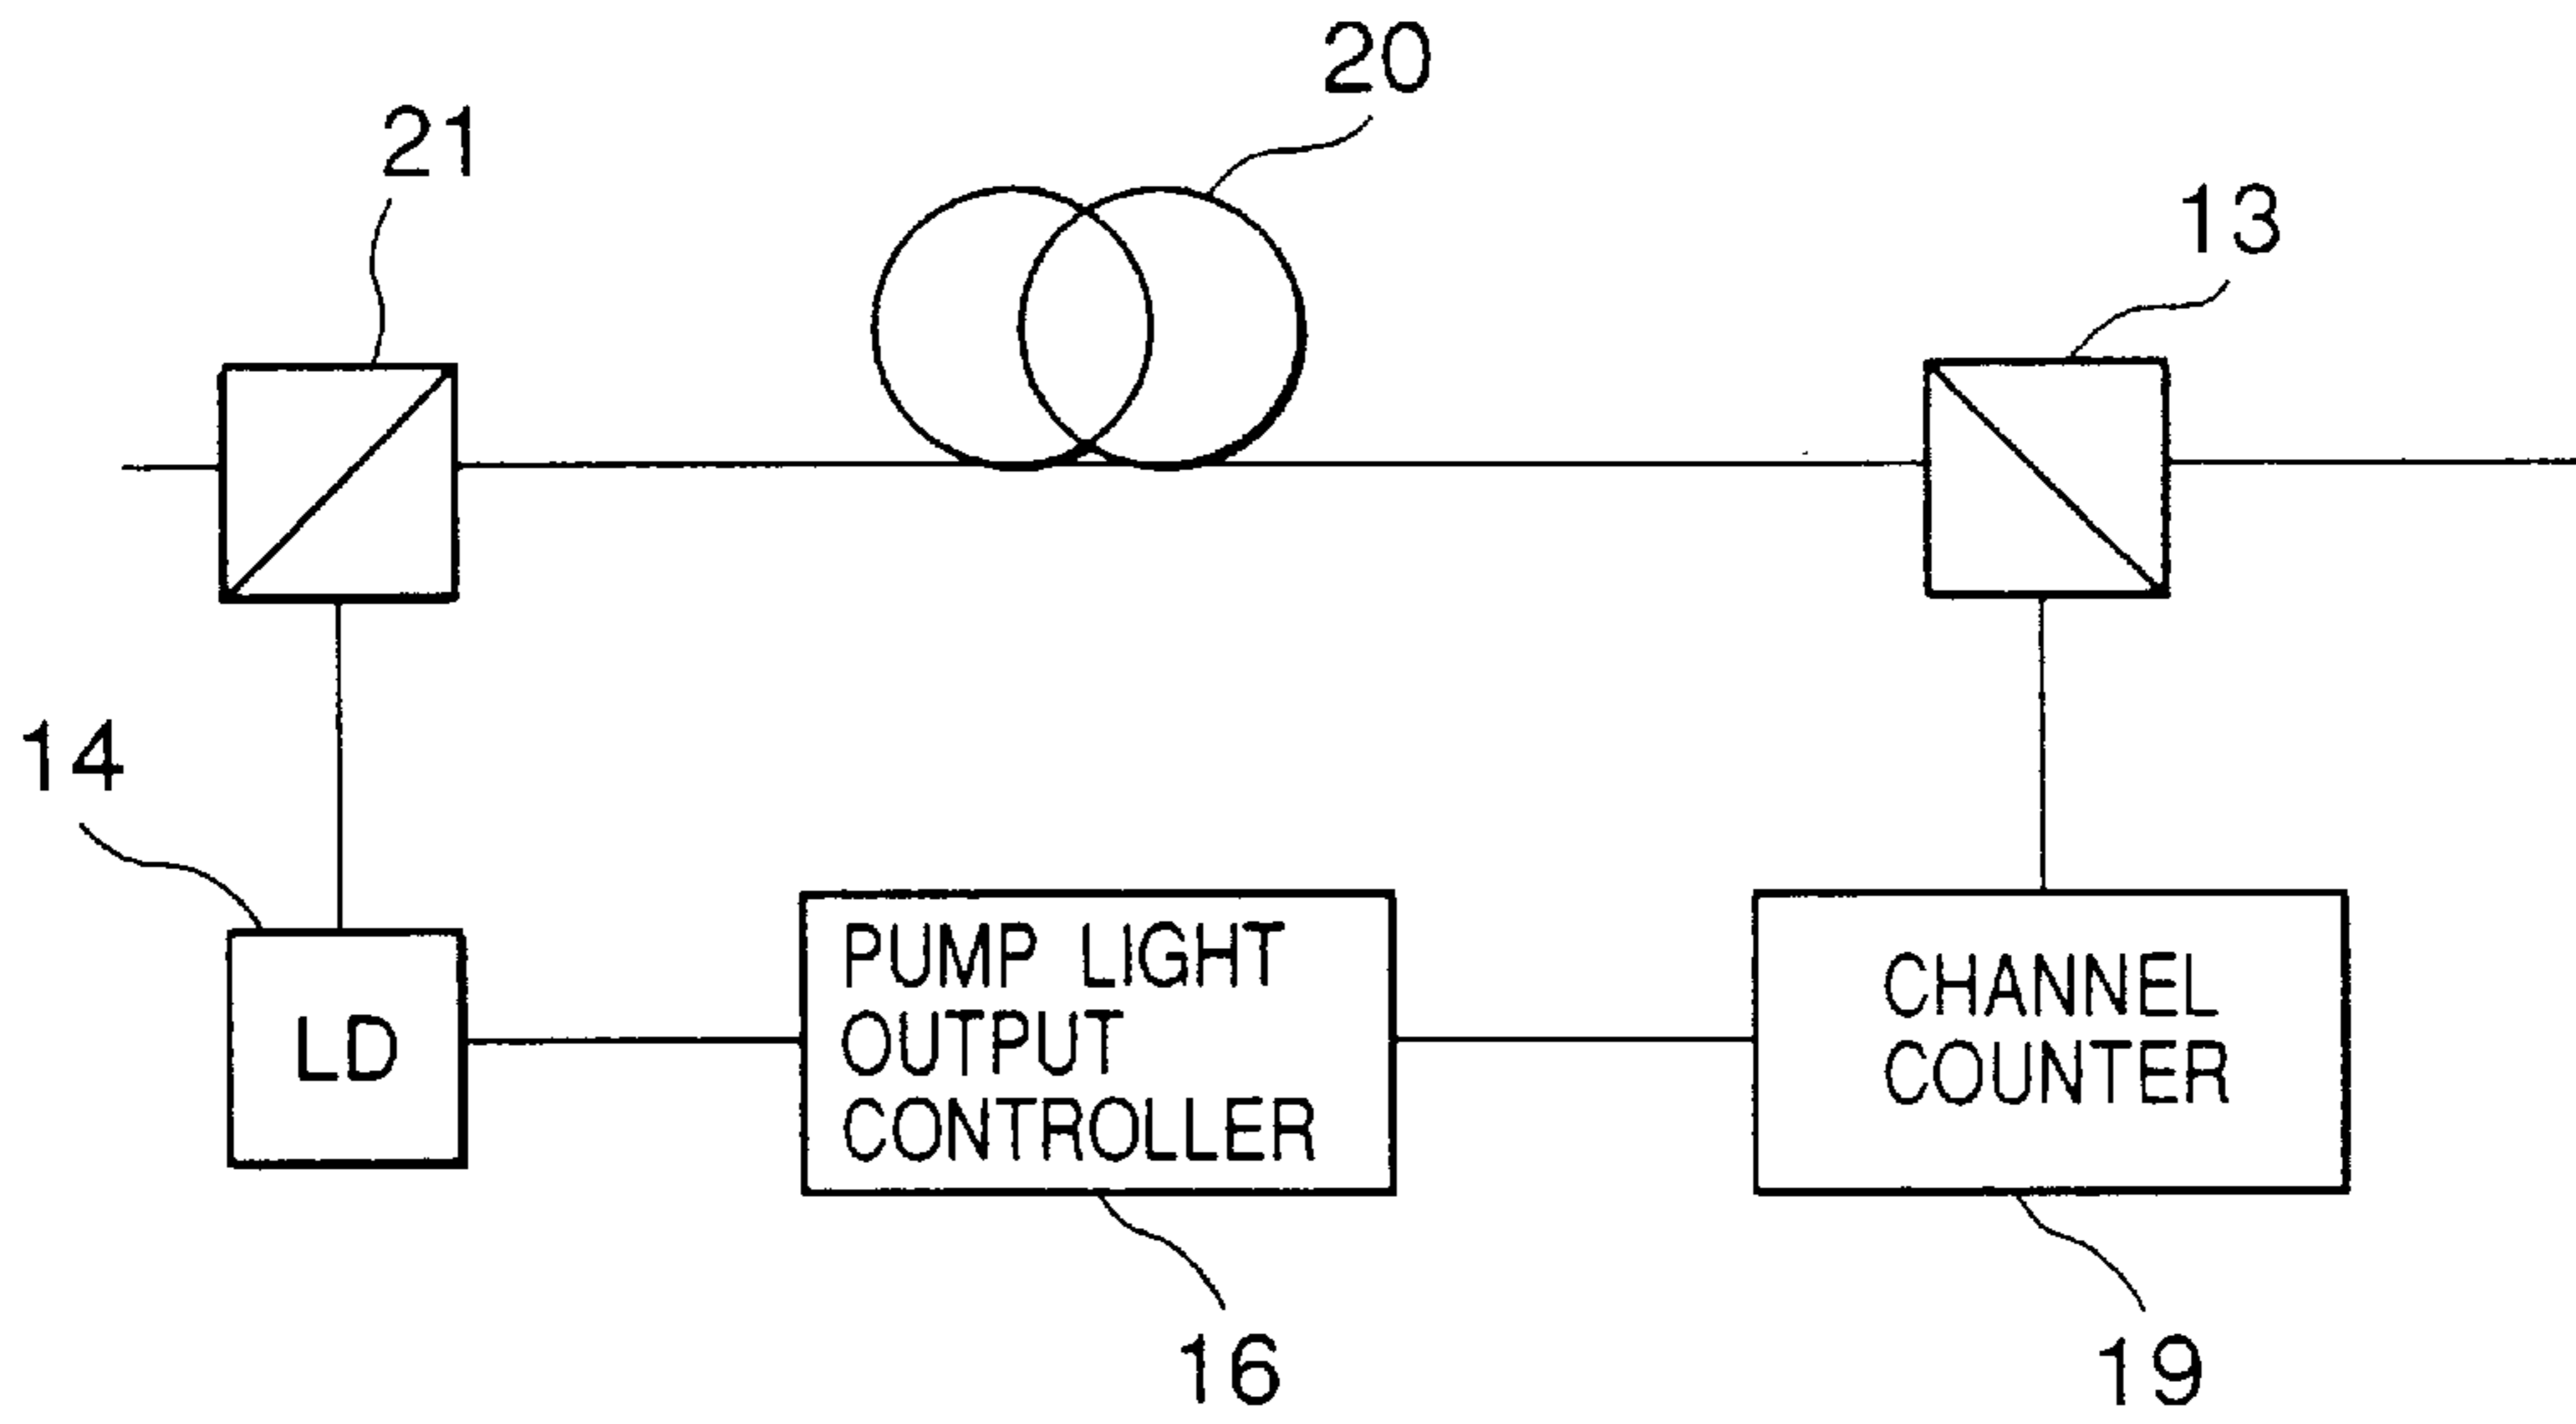 20
21
13
14
LD
PUMP LIGHT
OUTPUT
CONTROLLER
CHANNEL
COUNTER
16
19